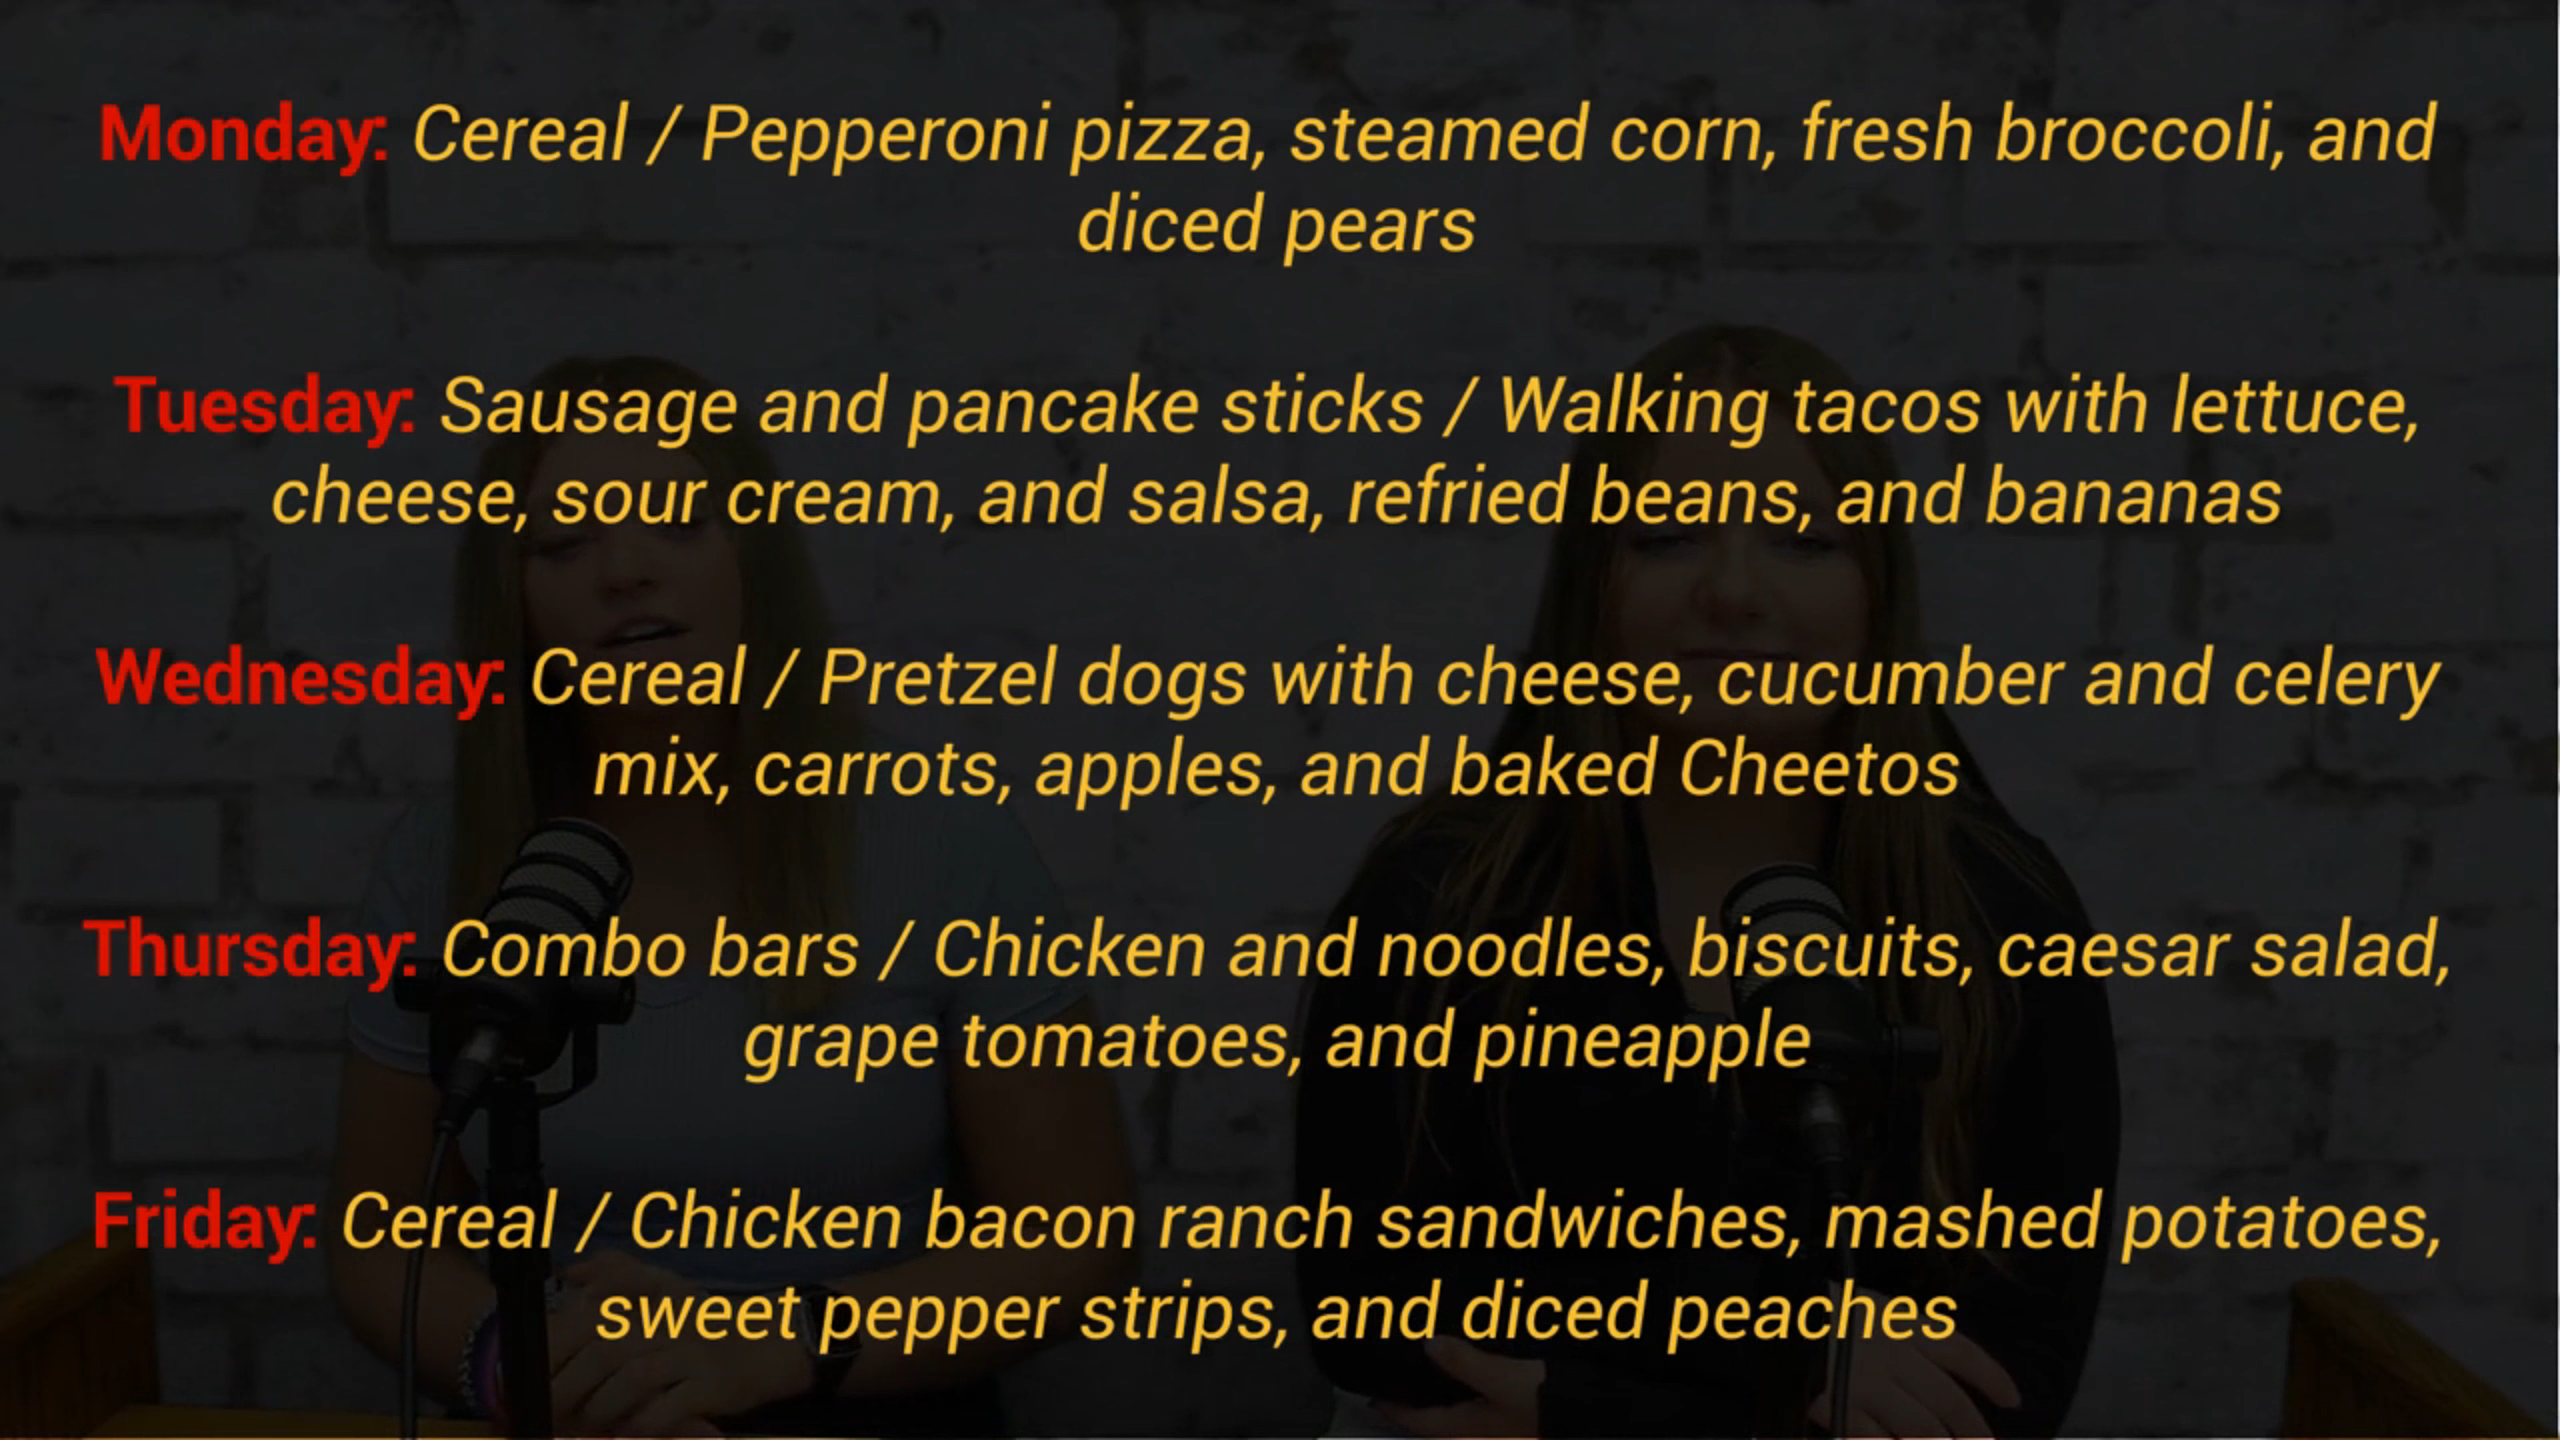 Monday: Cereal / Pepperoni pizza, steamed corn, fresh broccoli, and
diced pears
Tuesday: Sausage and pancake sticks / Walking tacos with lettuce,
cheese, sour cream, and salsa, refried beans, and bananas
Wednesday: Cereal / Pretzel dogs with cheese, cucumber and celery
mix, carrots, apples, and baked Cheetos
Thursday: Combo bars / Chicken and noodles, biscuits, caesar salad,
grape tomatoes, and pineapple
Friday: Cereal / Chicken bacon ranch sandwiches, mashed potatoes,
sweet pepper strips, and diced peaches